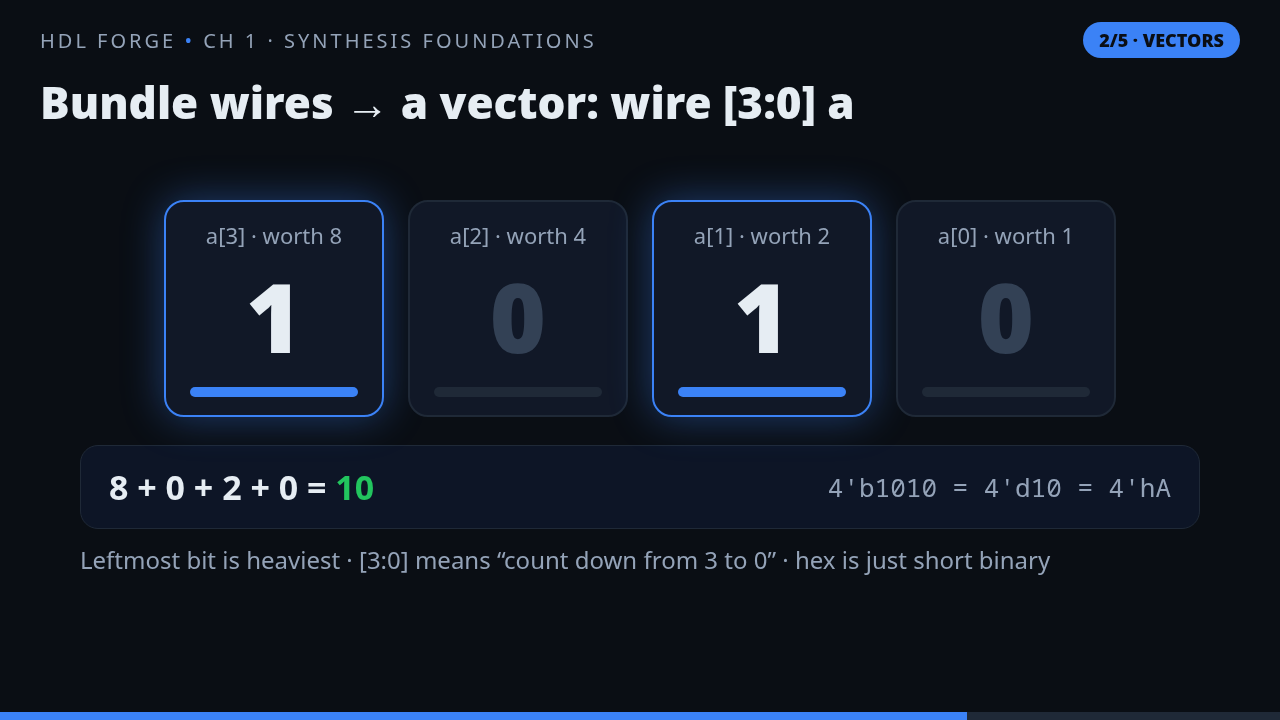 HDL FORGE • CH 1 · SYNTHESIS FOUNDATIONS
2/5 · VECTORS
Bundle wires → a vector: wire [3:0] a
a[3] · worth 8
a[2] · worth 4
a[1] · worth 2
a[0] · worth 1
1
0
1
0
8 + 0 + 2 + 0 = 10
4'b1010 = 4'd10 = 4'hA
Leftmost bit is heaviest · [3:0] means “count down from 3 to 0” · hex is just short binary